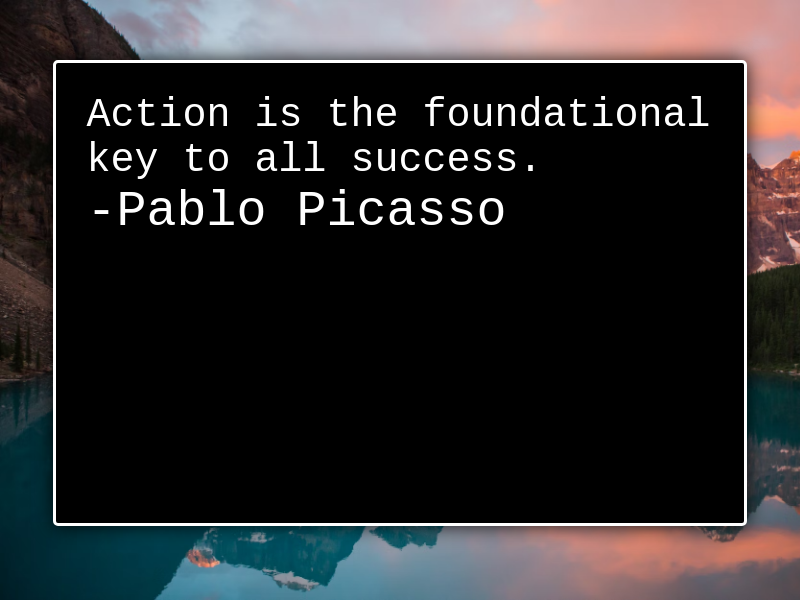 Action is the foundational
key to all success.
-Pablo Picasso